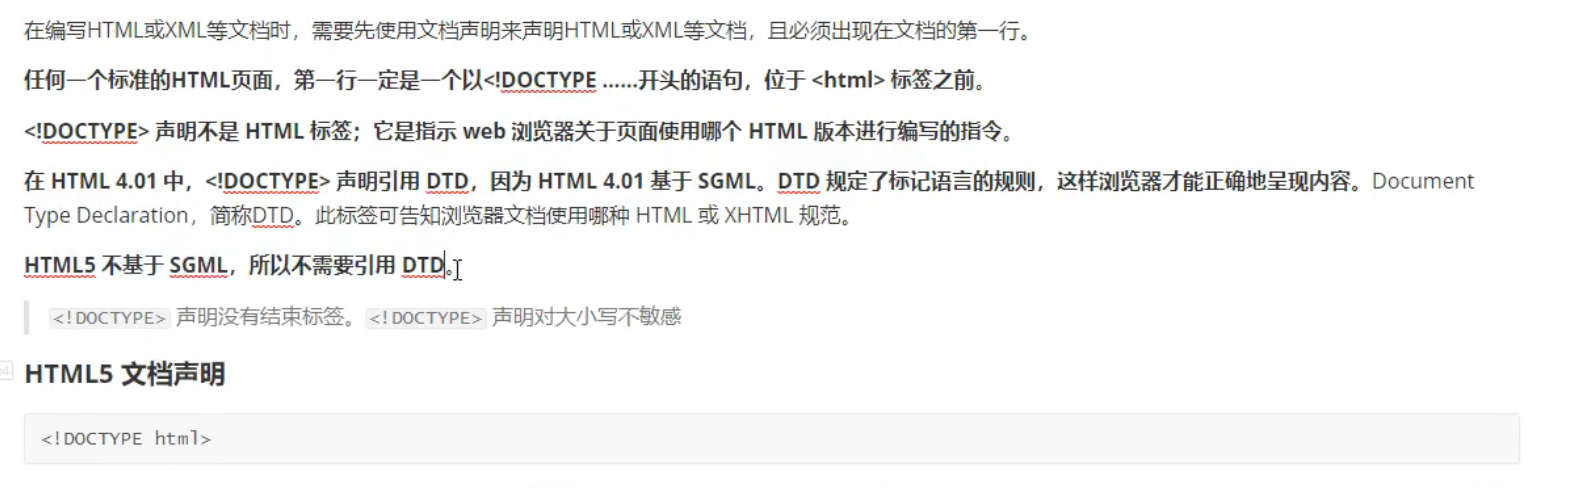 在编写HTML或XML等文档时，需要先使用文档声明来声明HTML或XML等文档，且必须出现在文档的第一行。
任何一个标准的HTML页面，第一行一定是一个以<!DOCTYPE ......开头的语句，位于 <html> 标签之前。
<!DOCTYPE> 声明不是 HTML 标签；它是指示 web 浏览器关于页面使用哪个 HTML 版本进行编写的指令。
在 HTML 4.01 中，<!DOCTYPE> 声明引用 DTD，因为 HTML 4.01 基于 SGML。DTD 规定了标记语言的规则，这样浏览器才能正确地呈现内容。Document
Type Declaration，简称DTD。此标签可告知浏览器文档使用哪种 HTML 或 XHTML 规范。
HTML5 不基于 SGML，所以不需要引用 DTD。
<!DOCTYPE> 声明没有结束标签。<!DOCTYPE> 声明对大小写不敏感
HTML5 文档声明
<!DOCTYPE html>